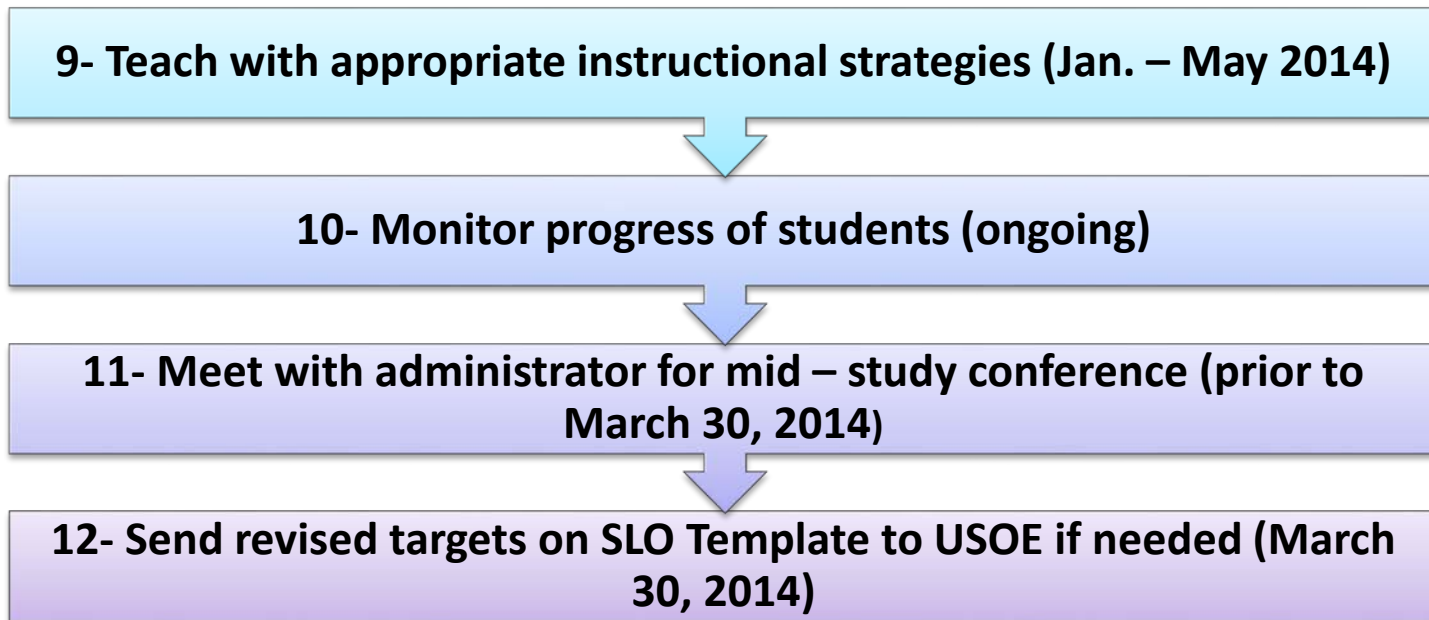 9- Teach with appropriate instructional strategies (Jan. – May 2014)
10- Monitor progress of students (ongoing)
11- Meet with administrator for mid – study conference (prior to
March 30, 2014)
12- Send revised targets on SLO Template to USOE if needed (March
30, 2014)